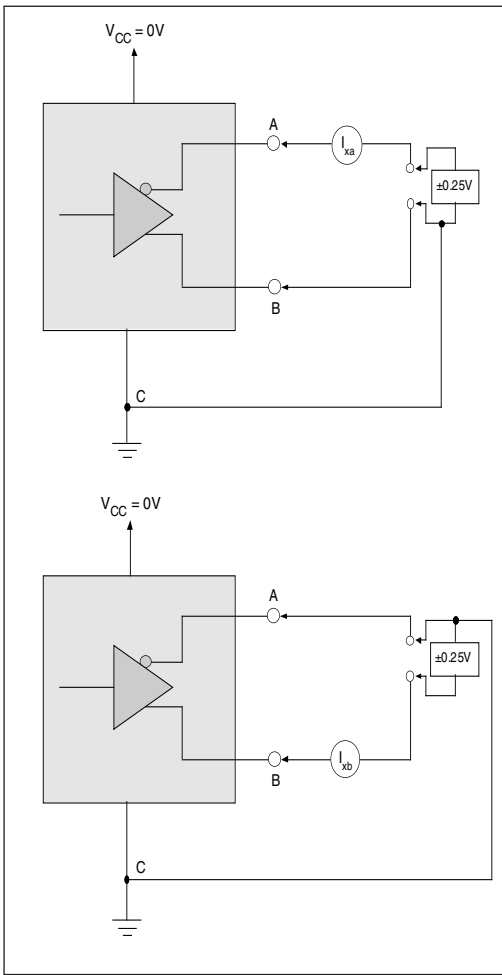 V_CC = 0V
A
I_xa
±0.25V
B
C
V_CC = 0V
A
±0.25V
I_xb
B
C